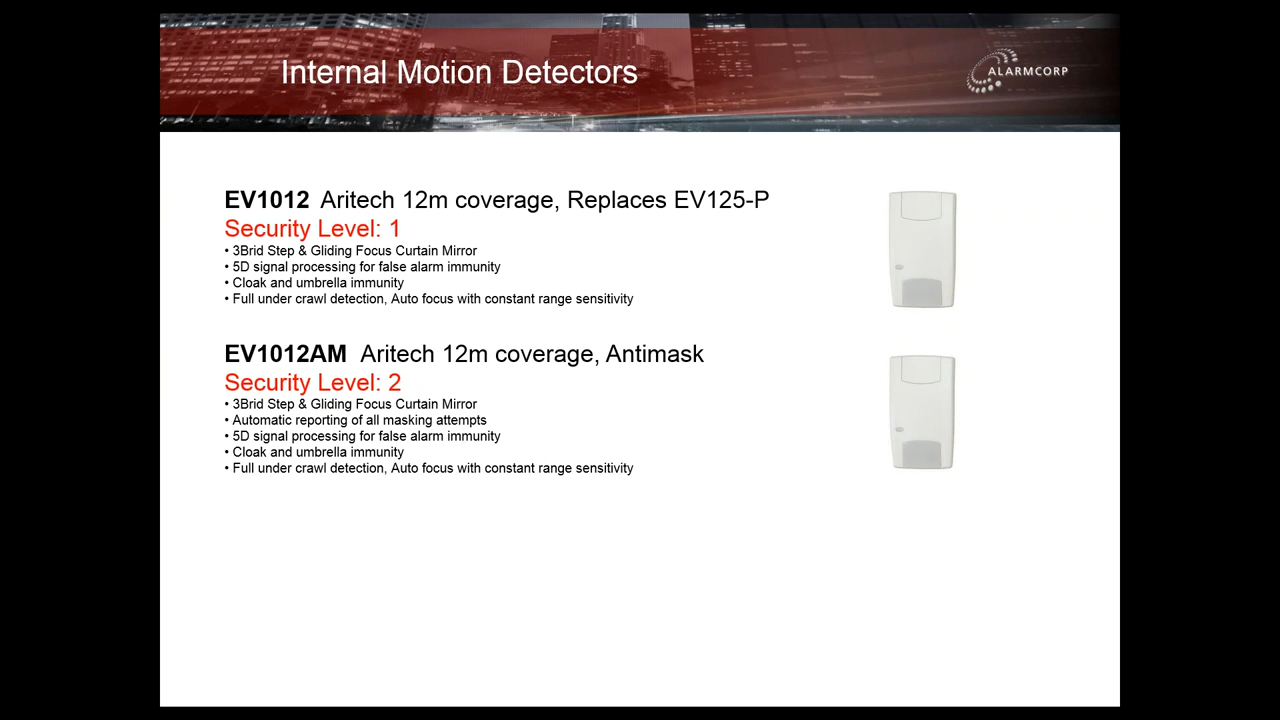 Internal Motion Detectors
ALARMCORP
EV1012 Aritech 12m coverage, Replaces EV125-P
Security Level: 1
• 3Brid Step & Gliding Focus Curtain Mirror
• 5D signal processing for false alarm immunity
• Cloak and umbrella immunity
• Full under crawl detection, Auto focus with constant range sensitivity
EV1012AM Aritech 12m coverage, Antimask
Security Level: 2
• 3Brid Step & Gliding Focus Curtain Mirror
• Automatic reporting of all masking attempts
• 5D signal processing for false alarm immunity
• Cloak and umbrella immunity
• Full under crawl detection, Auto focus with constant range sensitivity